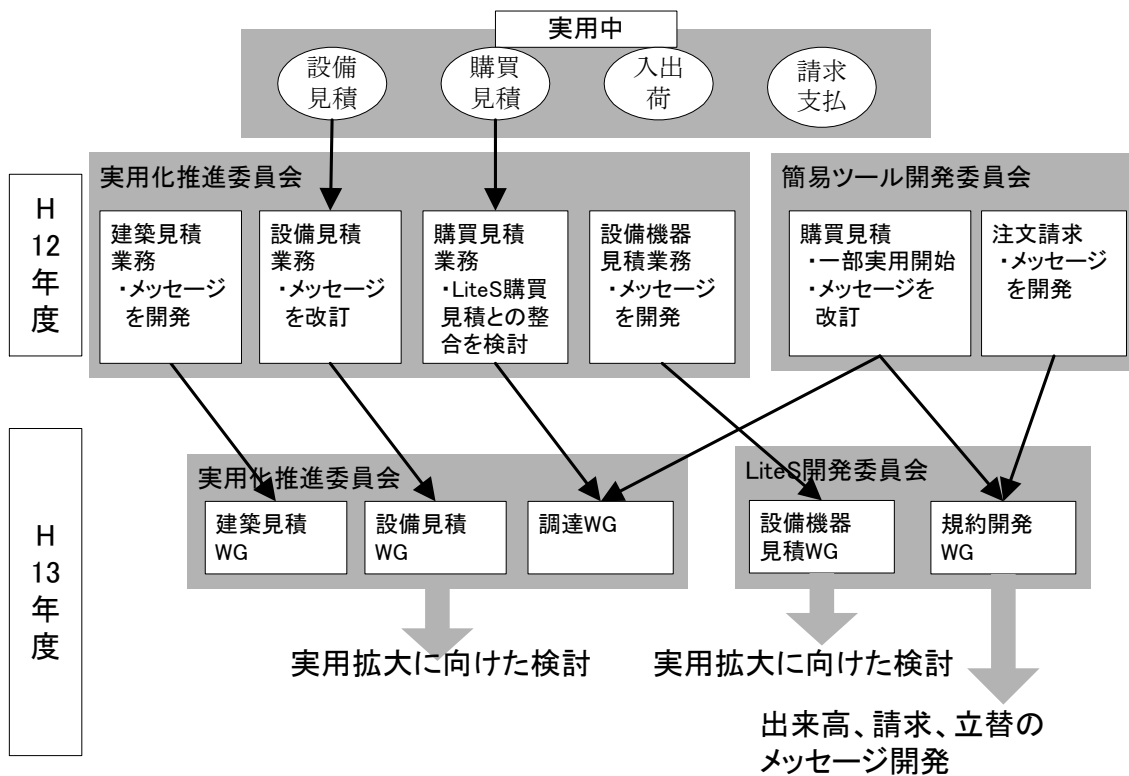 実用中
設備
見積
購買
見積
入出
荷
請求
支払
H
12
年
度
実用化推進委員会
建築見積
業務
・メッセージ
を開発
設備見積
業務
・メッセージ
を改訂
購買見積
業務
・LiteS購買
見積との整
合を検討
設備機器
見積業務
・メッセージ
を開発
簡易ツール開発委員会
購買見積
・一部実用開始
・メッセージを
改訂
注文請求
・メッセージ
を開発
H
13
年
度
実用化推進委員会
建築見積
WG
設備見積
WG
調達WG
LiteS開発委員会
設備機器
見積WG
規約開発
WG
実用拡大に向けた検討
実用拡大に向けた検討
出来高、請求、立替の
メッセージ開発